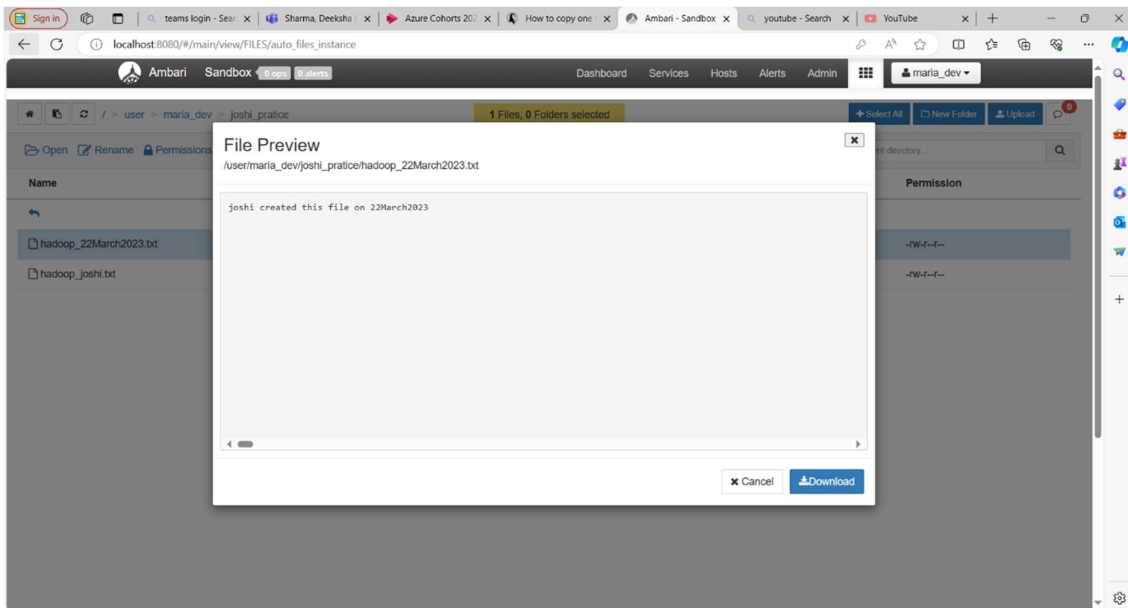 Sign in
teams login - Sear
Sharma, Deeksha
Azure Cohorts 202
How to copy one
Ambari - Sandbox
youtube - Search
YouTube
localhost:8080/#/main/view/FILES/auto_files_instance
Ambari Sandbox 0 ops 0 alerts Dashboard Services Hosts Alerts Admin maria_dev
/ > user > maria_dev > joshi_pratice 1 Files, 0 Folders selected Select All New Folder Upload 0
Open Rename Permissions
File Preview
/user/maria_dev/joshi_pratice/hadoop_22March2023.txt
nt directory...
Name Permission
joshi created this file on 22March2023
hadoop_22March2023.txt -rw-r--r--
hadoop_joshi.txt -rw-r--r--
Cancel Download